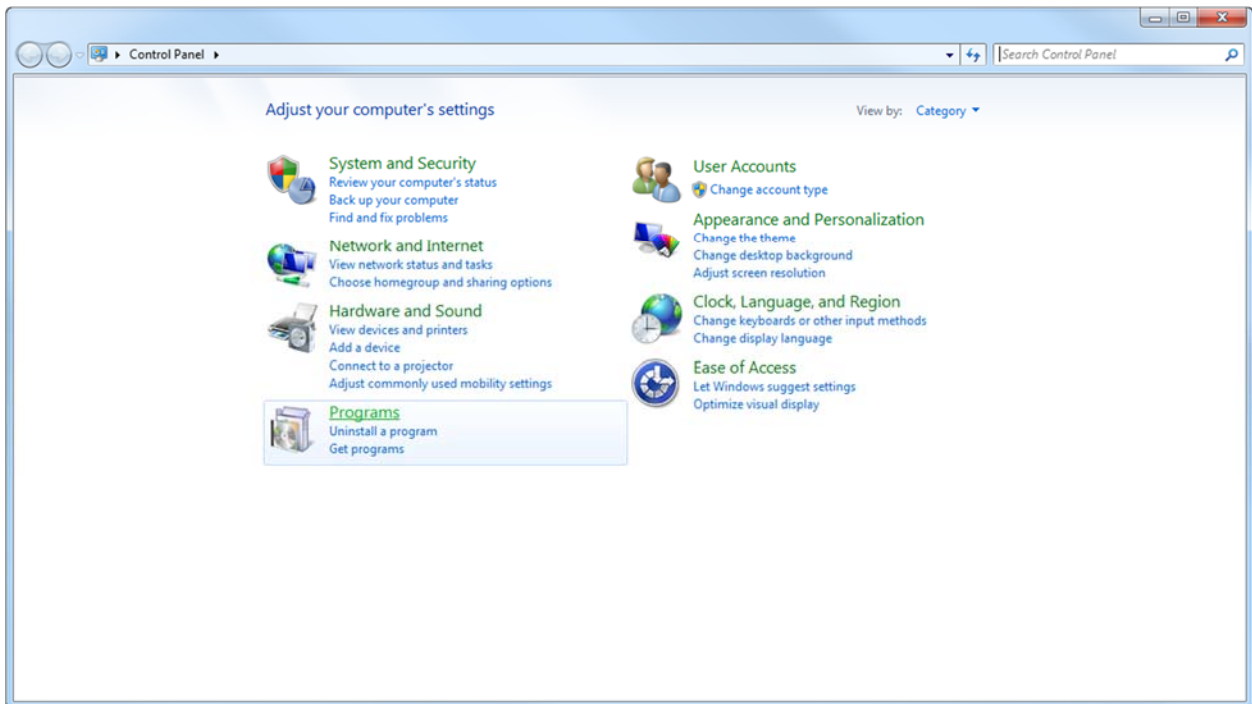 Control Panel
Search Control Panel
Adjust your computer's settings
View by: Category
System and Security
Review your computer's status
Back up your computer
Find and fix problems
Network and Internet
View network status and tasks
Choose homegroup and sharing options
Hardware and Sound
View devices and printers
Add a device
Connect to a projector
Adjust commonly used mobility settings
Programs
Uninstall a program
Get programs
User Accounts
Change account type
Appearance and Personalization
Change the theme
Change desktop background
Adjust screen resolution
Clock, Language, and Region
Change keyboards or other input methods
Change display language
Ease of Access
Let Windows suggest settings
Optimize visual display